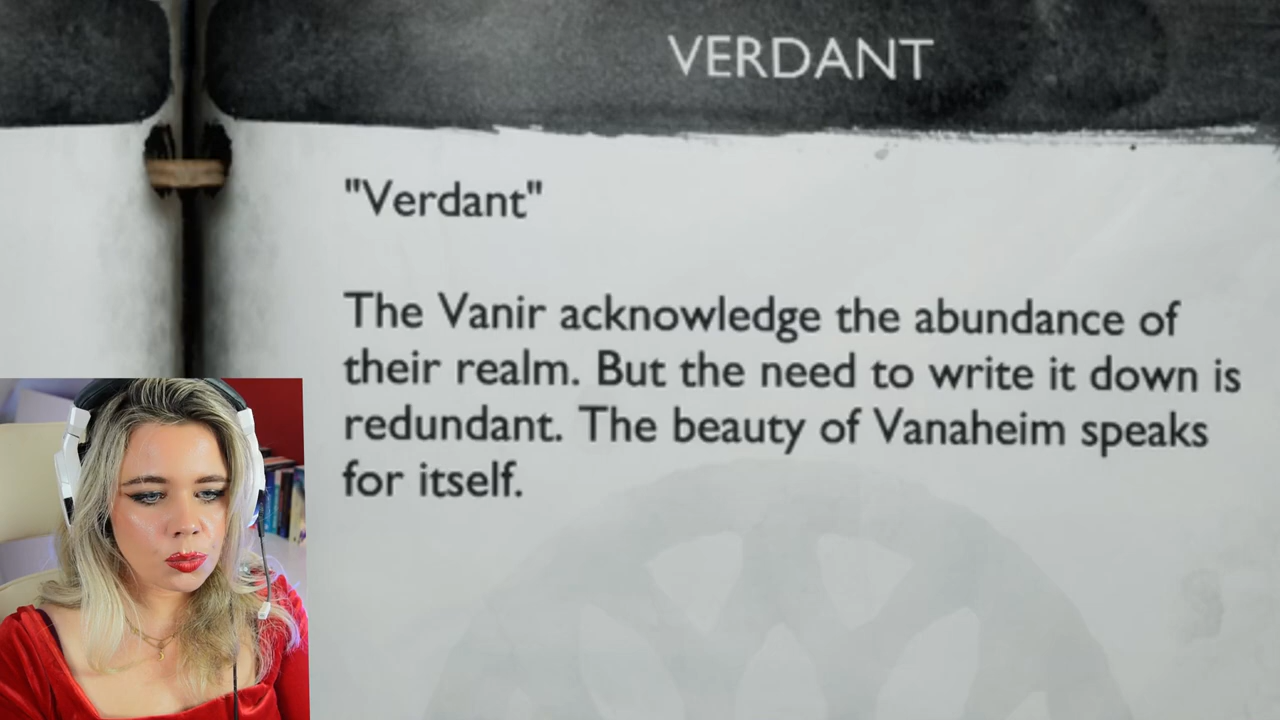 VERDANT
"Verdant"
The Vanir acknowledge the abundance of
their realm. But the need to write it down is
redundant. The beauty of Vanaheim speaks
for itself.